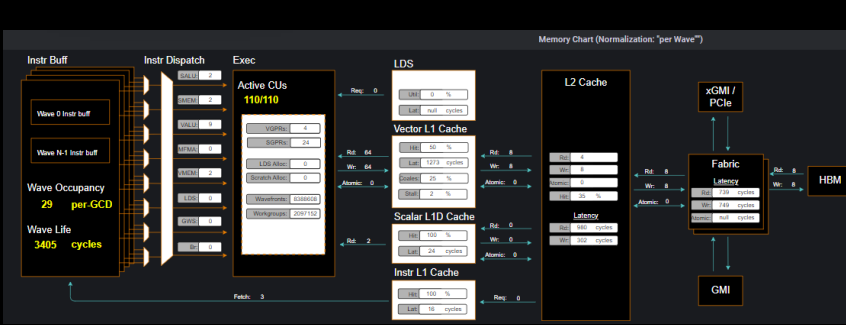 Memory Chart (Normalization: "per Wave"")
Instr Buff
Instr Dispatch
Exec
LDS
Wave 0 Instr buff
Wave N-1 Instr buff
Wave Occupancy
29 per-GCD
Wave Life
3405 cycles
SALU: 2
SMEM: 2
VALU: 9
MFMA: 0
VMEM: 2
LDS: 0
GWS: 0
Br: 0
Active CUs
110/110
VGPRs: 4
SGPRs: 24
LDS Alloc: 0
Scratch Alloc: 0
Wavefronts: 8388608
Workgroups: 2097152
Req: 0
Util: 0 %
Lat: null cycles
Vector L1 Cache
Rd: 64
Wr: 64
Atomic: 0
Hit: 50 %
Lat: 1273 cycles
Coales: 25 %
Stall: 2 %
Rd: 8
Wr: 8
Atomic: 0
Scalar L1D Cache
Rd: 2
Hit: 100 %
Lat: 24 cycles
Rd: 0
Wr: 0
Atomic: 0
Instr L1 Cache
Fetch: 3
Hit: 100 %
Lat: 16 cycles
Req: 0
L2 Cache
Rd: 4
Wr: 8
Atomic: 0
Hit: 35 %
Latency
Rd: 980 cycles
Wr: 302 cycles
Rd: 8
Wr: 8
Atomic: 0
xGMI /
PCIe
Fabric
Latency
Rd: 739 cycles
Wr: 749 cycles
Atomic: null cycles
Rd: 8
Wr: 8
HBM
GMI